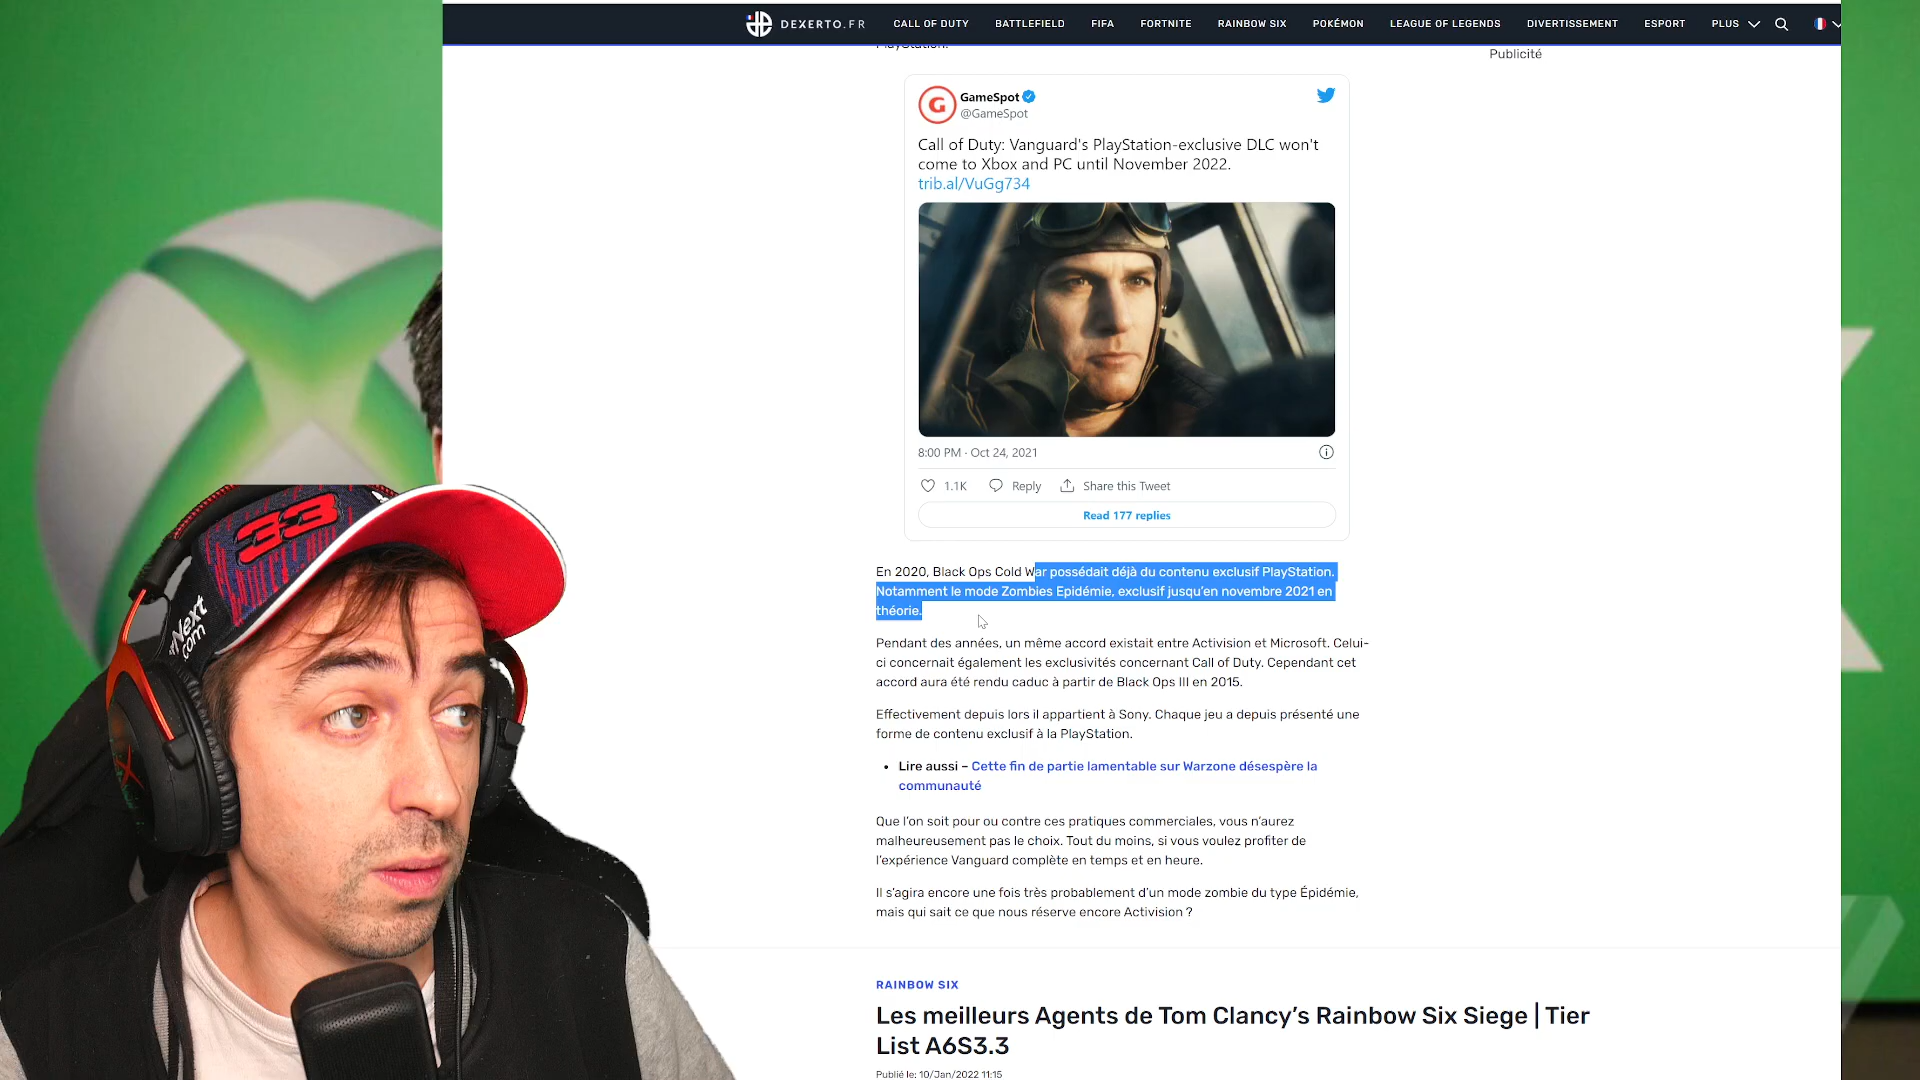 DEXERTO.FR
CALL OF DUTY
BATTLEFIELD
FIFA
FORTNITE
RAINBOW SIX
POKÉMON
LEAGUE OF LEGENDS
DIVERTISSEMENT
ESPORT
PLUS
PlayStation.
Publicité
G
GameSpot
@GameSpot
Call of Duty: Vanguard's PlayStation-exclusive DLC won't
come to Xbox and PC until November 2022.
trib.al/VuGg734
8:00 PM · Oct 24, 2021
1.1K
Reply
Share this Tweet
Read 177 replies
En 2020, Black Ops Cold War possédait déjà du contenu exclusif PlayStation.
Notamment le mode Zombies Epidémie, exclusif jusqu'en novembre 2021 en
théorie.
Pendant des années, un même accord existait entre Activision et Microsoft. Celui-
ci concernait également les exclusivités concernant Call of Duty. Cependant cet
accord aura été rendu caduc à partir de Black Ops III en 2015.
Effectivement depuis lors il appartient à Sony. Chaque jeu a depuis présenté une
forme de contenu exclusif à la PlayStation.
• Lire aussi – Cette fin de partie lamentable sur Warzone désespère la
communauté
Que l'on soit pour ou contre ces pratiques commerciales, vous n'aurez
malheureusement pas le choix. Tout du moins, si vous voulez profiter de
l'expérience Vanguard complète en temps et en heure.
Il s'agira encore une fois très probablement d'un mode zombie du type Épidémie,
mais qui sait ce que nous réserve encore Activision ?
RAINBOW SIX
Les meilleurs Agents de Tom Clancy's Rainbow Six Siege | Tier
List A6S3.3
Publié le: 10/Jan/2022 11:15
33
Next
.com